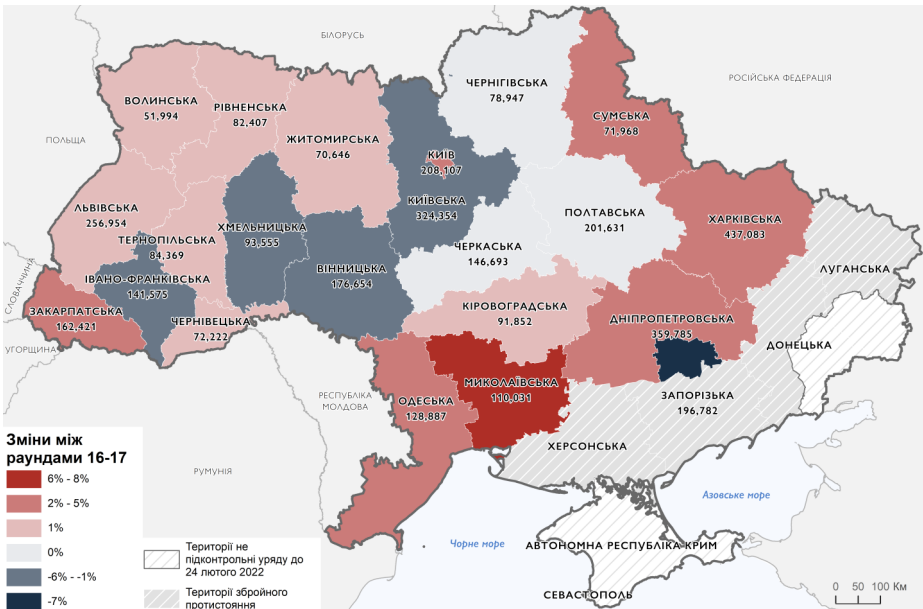 БІЛОРУСЬ
РОСІЙСЬКА ФЕДЕРАЦІЯ
ПОЛЬЩА
СЛОВАЧЧИНА
УГОРЩИНА
РУМУНІЯ
РЕСПУБЛІКА
МОЛДОВА
ВОЛИНСЬКА
51,994
РІВНЕНСЬКА
82,407
ЖИТОМИРСЬКА
70,646
ЧЕРНІГІВСЬКА
78,947
СУМСЬКА
71,968
КИЇВ
208,107
КИЇВСЬКА
324,354
ЛЬВІВСЬКА
256,954
ТЕРНОПІЛЬСЬКА
84,369
ХМЕЛЬНИЦЬКА
93,555
ВІННИЦЬКА
176,654
ЧЕРКАСЬКА
146,693
ПОЛТАВСЬКА
201,631
ХАРКІВСЬКА
437,083
ЛУГАНСЬКА
ІВАНО-ФРАНКІВСЬКА
141,575
ЗАКАРПАТСЬКА
162,421
ЧЕРНІВЕЦЬКА
72,222
КІРОВОГРАДСЬКА
91,852
ДНІПРОПЕТРОВСЬКА
359,785
ДОНЕЦЬКА
МИКОЛАЇВСЬКА
110,031
ОДЕСЬКА
128,887
ЗАПОРІЗЬКА
196,782
ХЕРСОНСЬКА
Азовське море
Чорне море
АВТОНОМНА РЕСПУБЛІКА КРИМ
СЕВАСТОПОЛЬ
Зміни між
раундами 16-17
6% - 8%
2% - 5%
1%
0%
-6% - -1%
-7%
Території не
підконтрольні уряду до
24 лютого 2022
Території збройного
протистояння
0 50 100 Км